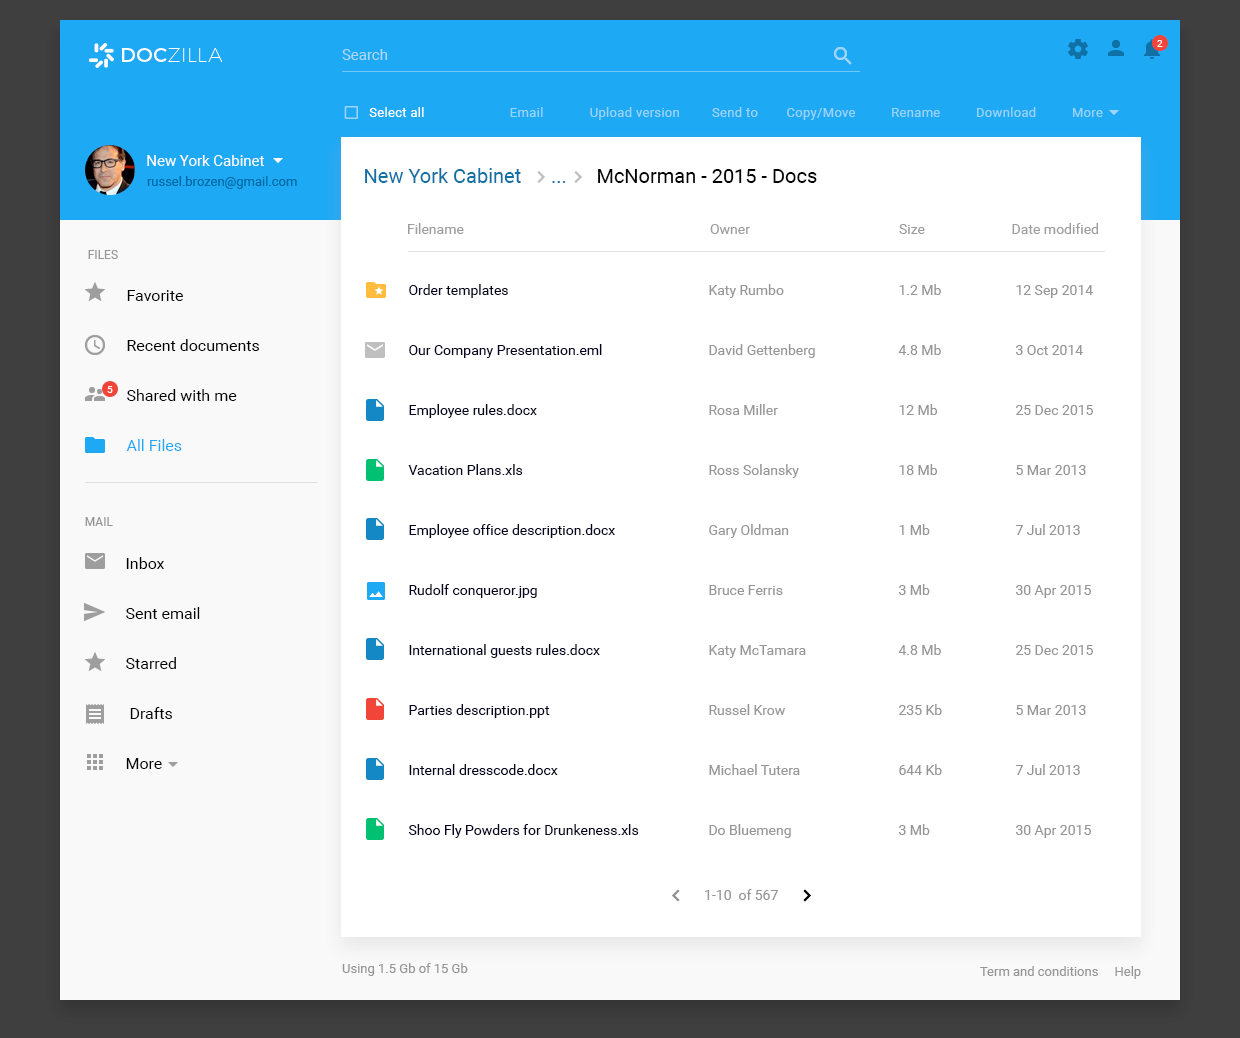 DOCZILLA
Search
2
Select all Email Upload version Send to Copy/Move Rename Download More
New York Cabinet
russel.brozen@gmail.com
New York Cabinet > ... > McNorman - 2015 - Docs
FILES
Favorite
Recent documents
5 Shared with me
All Files
MAIL
Inbox
Sent email
Starred
Drafts
More
Filename Owner Size Date modified
Order templates Katy Rumbo 1.2 Mb 12 Sep 2014
Our Company Presentation.eml David Gettenberg 4.8 Mb 3 Oct 2014
Employee rules.docx Rosa Miller 12 Mb 25 Dec 2015
Vacation Plans.xls Ross Solansky 18 Mb 5 Mar 2013
Employee office description.docx Gary Oldman 1 Mb 7 Jul 2013
Rudolf conqueror.jpg Bruce Ferris 3 Mb 30 Apr 2015
International guests rules.docx Katy McTamara 4.8 Mb 25 Dec 2015
Parties description.ppt Russel Krow 235 Kb 5 Mar 2013
Internal dresscode.docx Michael Tutera 644 Kb 7 Jul 2013
Shoo Fly Powders for Drunkeness.xls Do Bluemeng 3 Mb 30 Apr 2015
1-10 of 567
Using 1.5 Gb of 15 Gb
Term and conditions Help